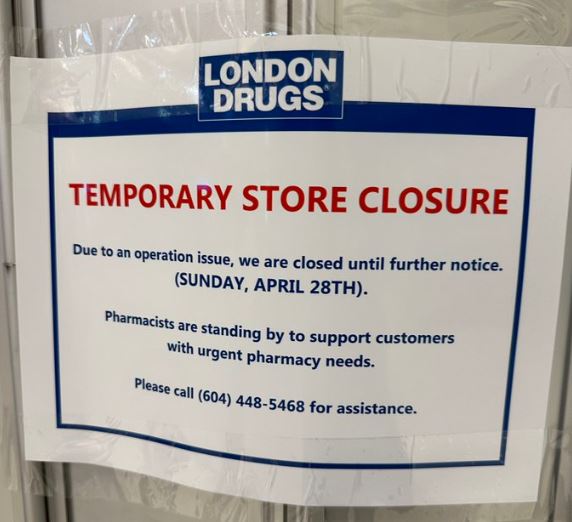 LONDON
DRUGS
TEMPORARY STORE CLOSURE
Due to an operation issue, we are closed until further notice.
(SUNDAY, APRIL 28TH).
Pharmacists are standing by to support customers
with urgent pharmacy needs.
Please call (604) 448-5468 for assistance.